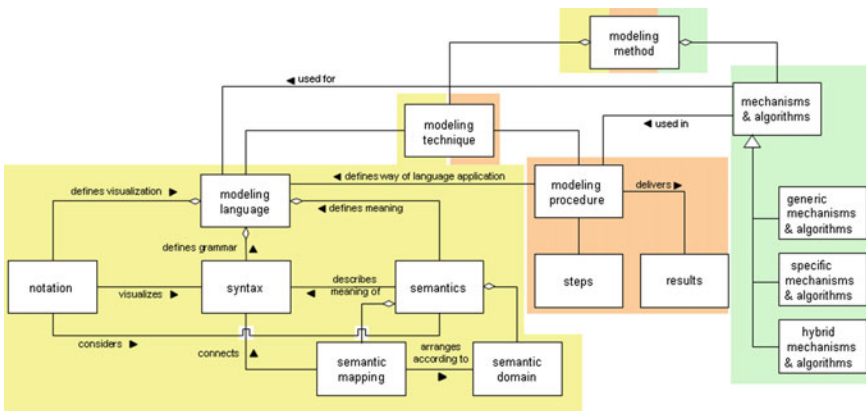 modeling
method
◄ used for
mechanisms
& algorithms
modeling
technique
◄ used in
◄ defines way of language application
defines visualization ►
modeling
language
modeling
procedure
delivers ►
◄ defines meaning
generic
mechanisms
& algorithms
defines grammar ▲
notation
syntax
describes
◄ meaning of
semantics
steps
results
specific
mechanisms
& algorithms
visualizes ►
considers ►
connects ▲
semantic
mapping
arranges
according to
►
semantic
domain
hybrid
mechanisms
& algorithms